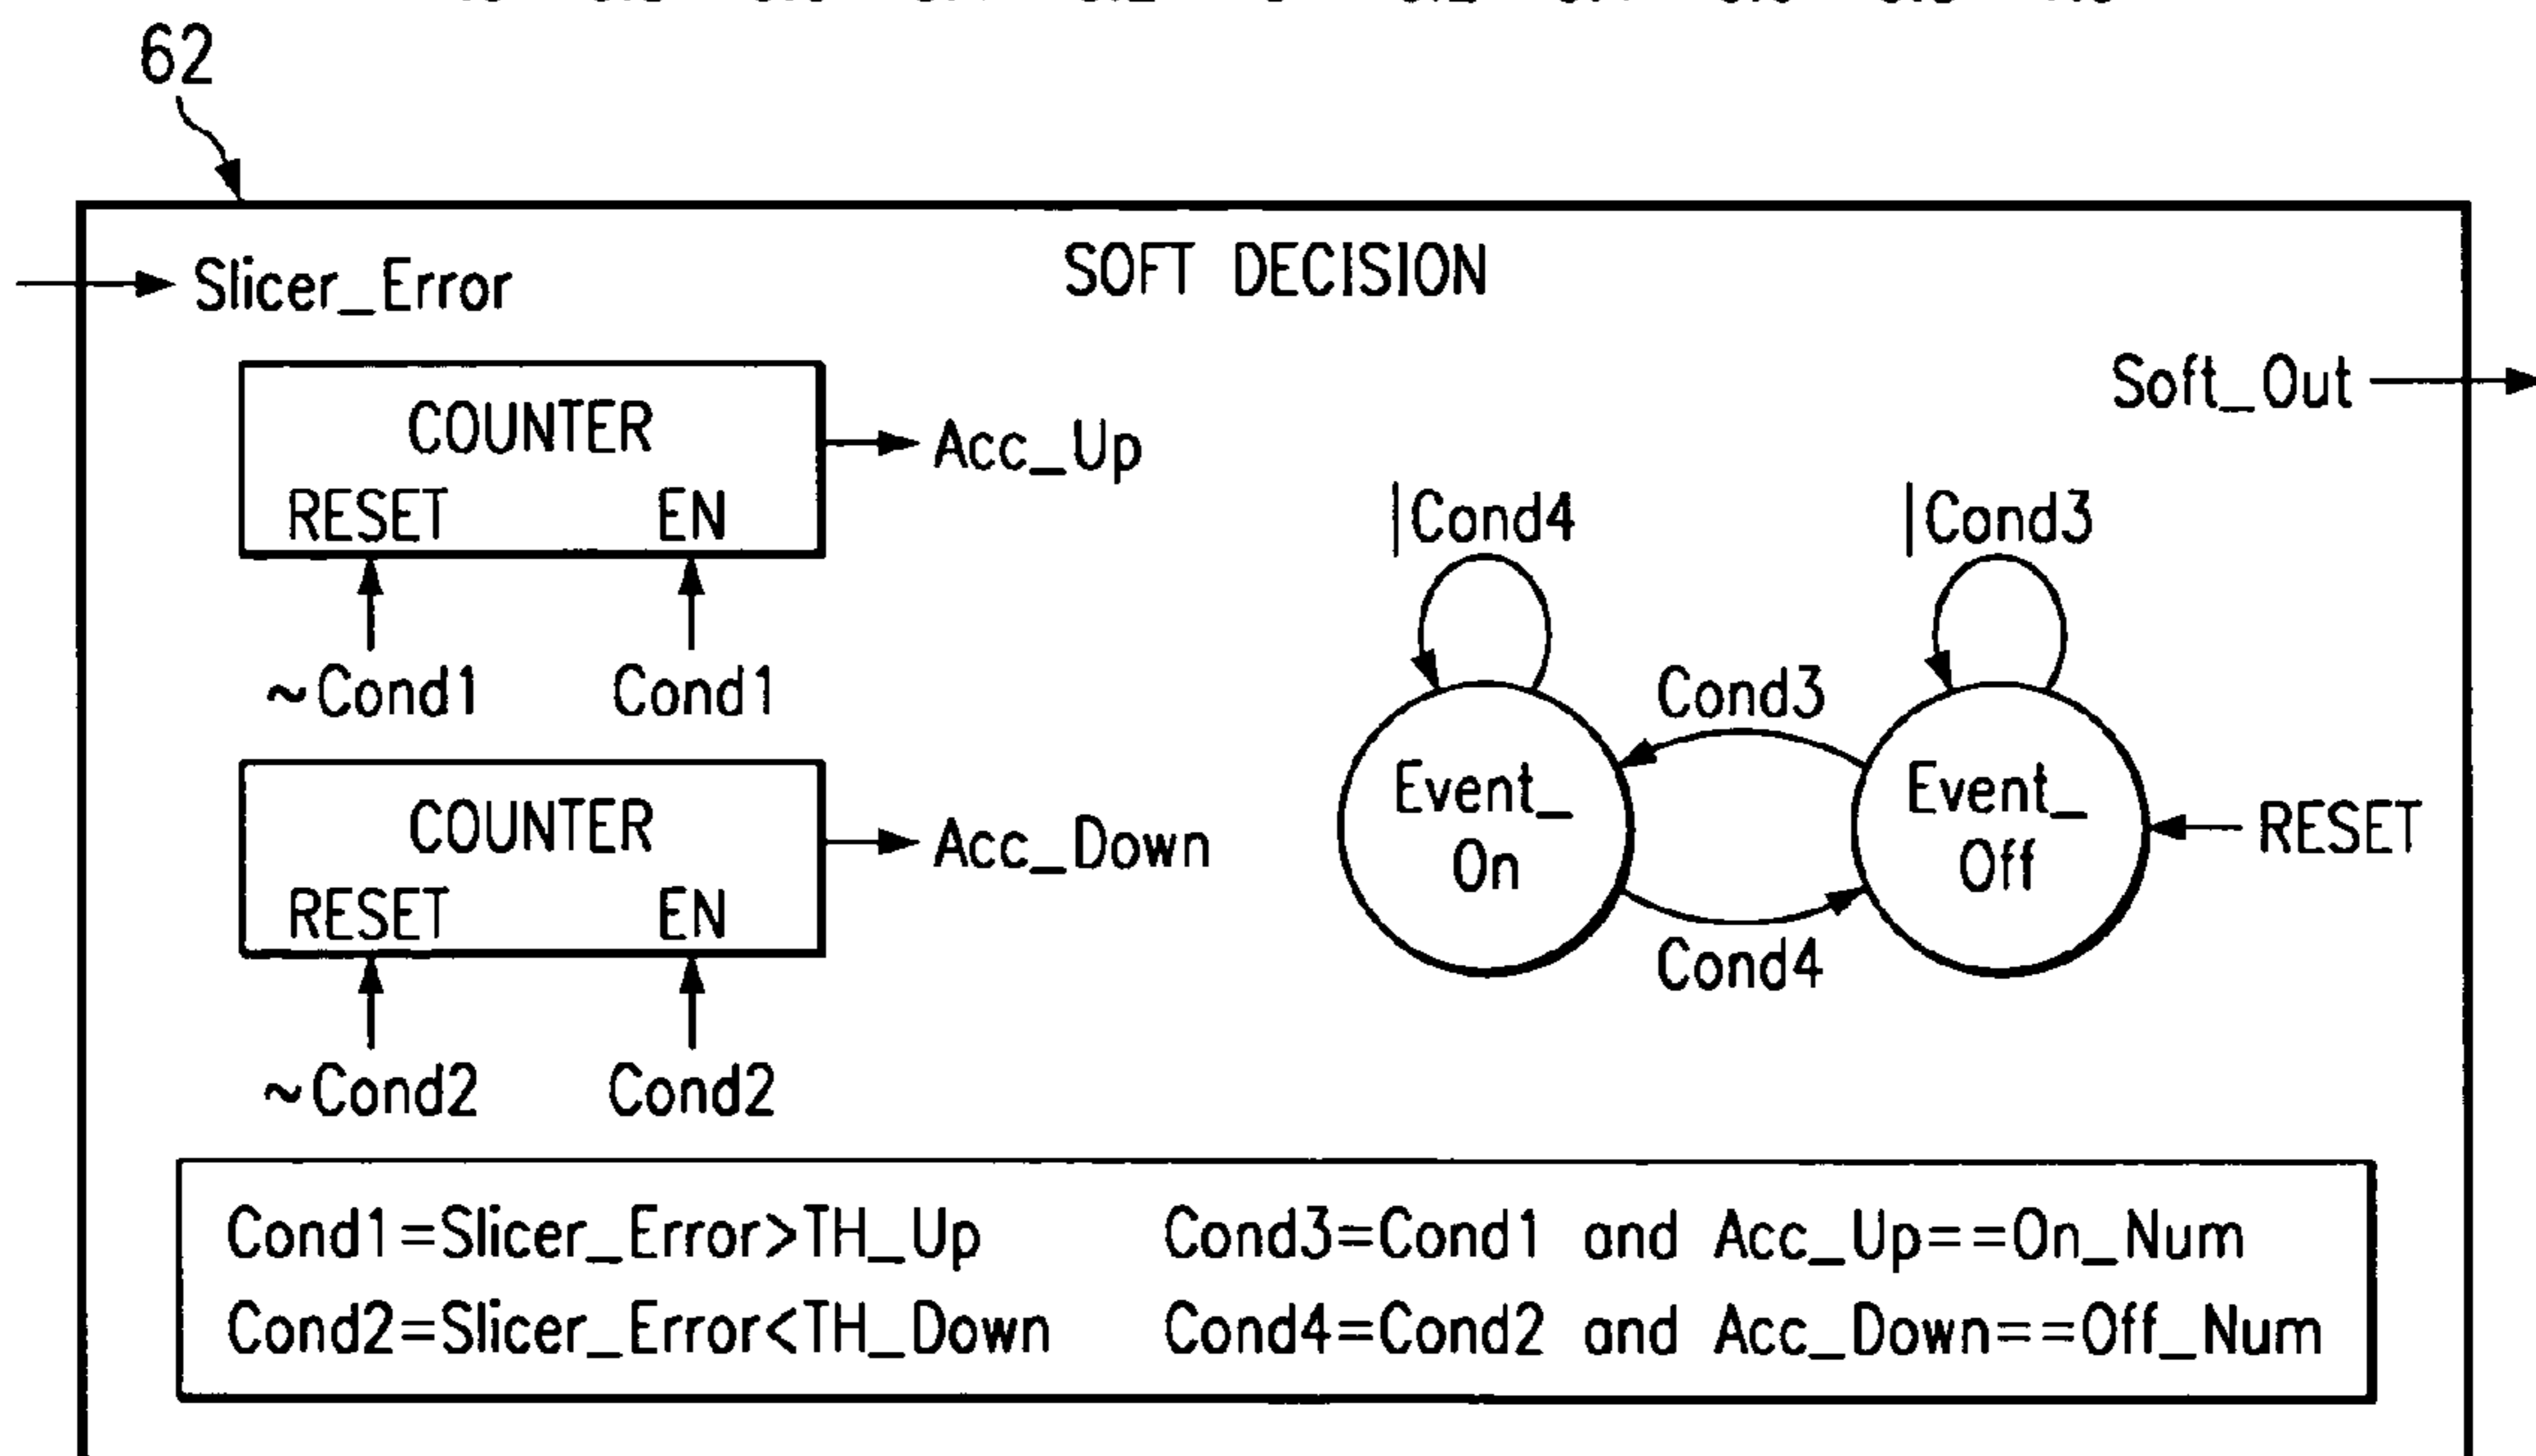 62
SOFT DECISION
Slicer_Error
Soft_Out
COUNTER
RESET EN
Acc_Up
~Cond1 Cond1
COUNTER
RESET EN
Acc_Down
~Cond2 Cond2
|Cond4
|Cond3
Cond3
Event_
On
Event_
Off
RESET
Cond4
Cond1=Slicer_Error>TH_Up
Cond3=Cond1 and Acc_Up==On_Num
Cond2=Slicer_Error<TH_Down
Cond4=Cond2 and Acc_Down==Off_Num